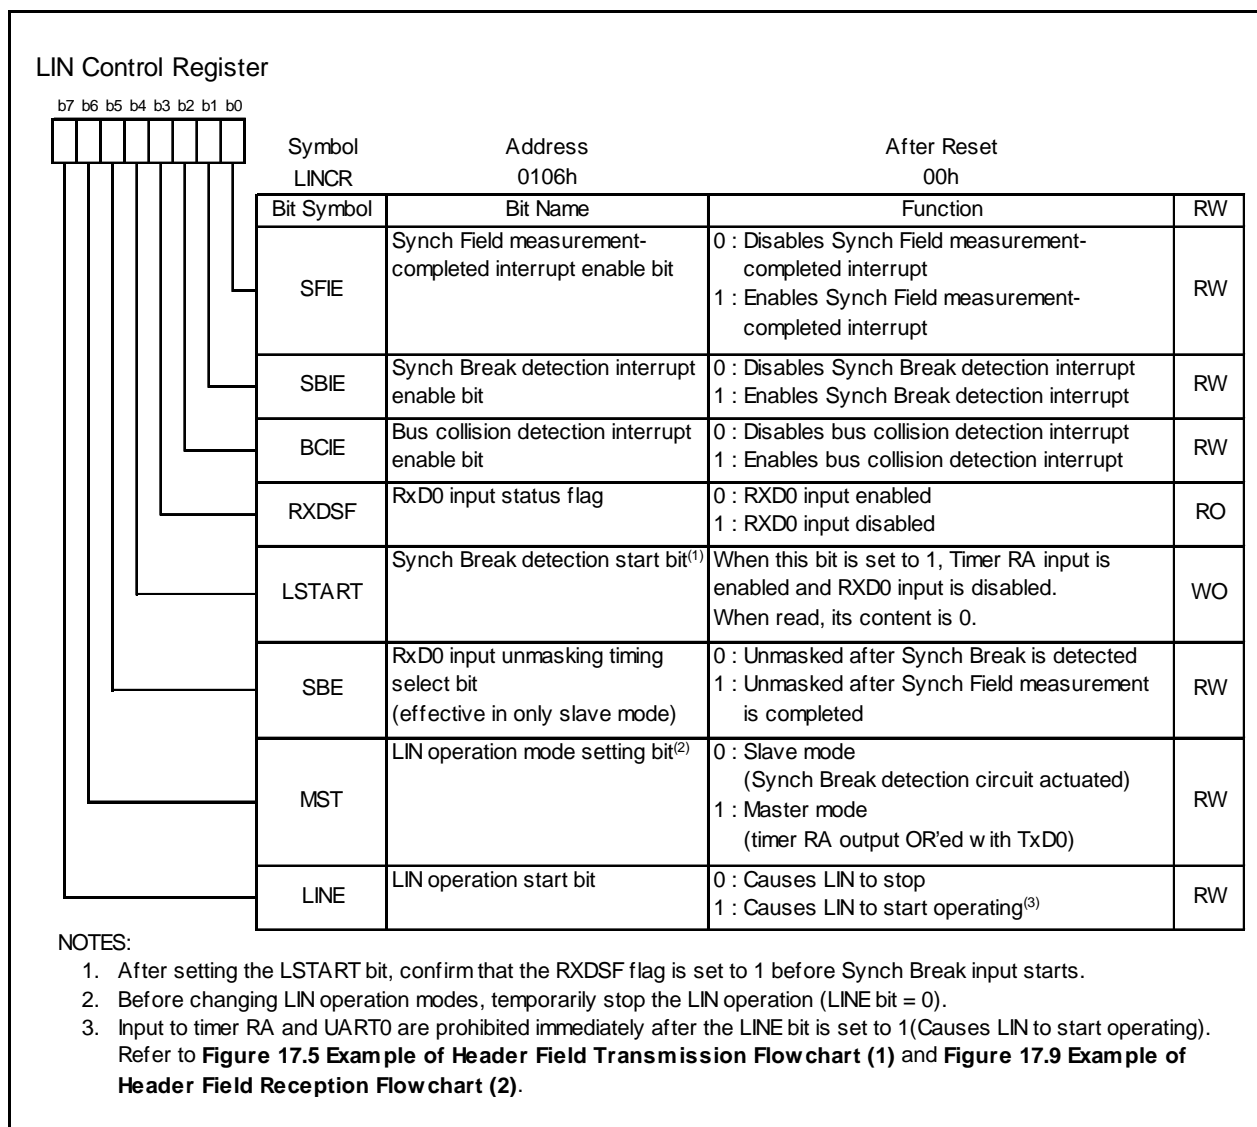 LIN Control Register
b7 b6 b5 b4 b3 b2 b1 b0
Symbol Address After Reset
LINCR 0106h 00h
Bit Symbol Bit Name Function RW
SFIE
Synch Field measurement-
completed interrupt enable bit
0 : Disables Synch Field measurement-
completed interrupt
1 : Enables Synch Field measurement-
completed interrupt
RW
SBIE
Synch Break detection interrupt
enable bit
0 : Disables Synch Break detection interrupt
1 : Enables Synch Break detection interrupt
RW
BCIE
Bus collision detection interrupt
enable bit
0 : Disables bus collision detection interrupt
1 : Enables bus collision detection interrupt
RW
RXDSF
RxD0 input status flag
0 : RXD0 input enabled
1 : RXD0 input disabled
RO
LSTART
Synch Break detection start bit(1)
When this bit is set to 1, Timer RA input is
enabled and RXD0 input is disabled.
When read, its content is 0.
WO
SBE
RxD0 input unmasking timing
select bit
(effective in only slave mode)
0 : Unmasked after Synch Break is detected
1 : Unmasked after Synch Field measurement
is completed
RW
MST
LIN operation mode setting bit(2)
0 : Slave mode
(Synch Break detection circuit actuated)
1 : Master mode
(timer RA output OR'ed with TxD0)
RW
LINE
LIN operation start bit
0 : Causes LIN to stop
1 : Causes LIN to start operating(3)
RW
NOTES:
1. After setting the LSTART bit, confirm that the RXDSF flag is set to 1 before Synch Break input starts.
2. Before changing LIN operation modes, temporarily stop the LIN operation (LINE bit = 0).
3. Input to timer RA and UART0 are prohibited immediately after the LINE bit is set to 1(Causes LIN to start operating).
Refer to Figure 17.5 Example of Header Field Transmission Flowchart (1) and Figure 17.9 Example of
Header Field Reception Flowchart (2).